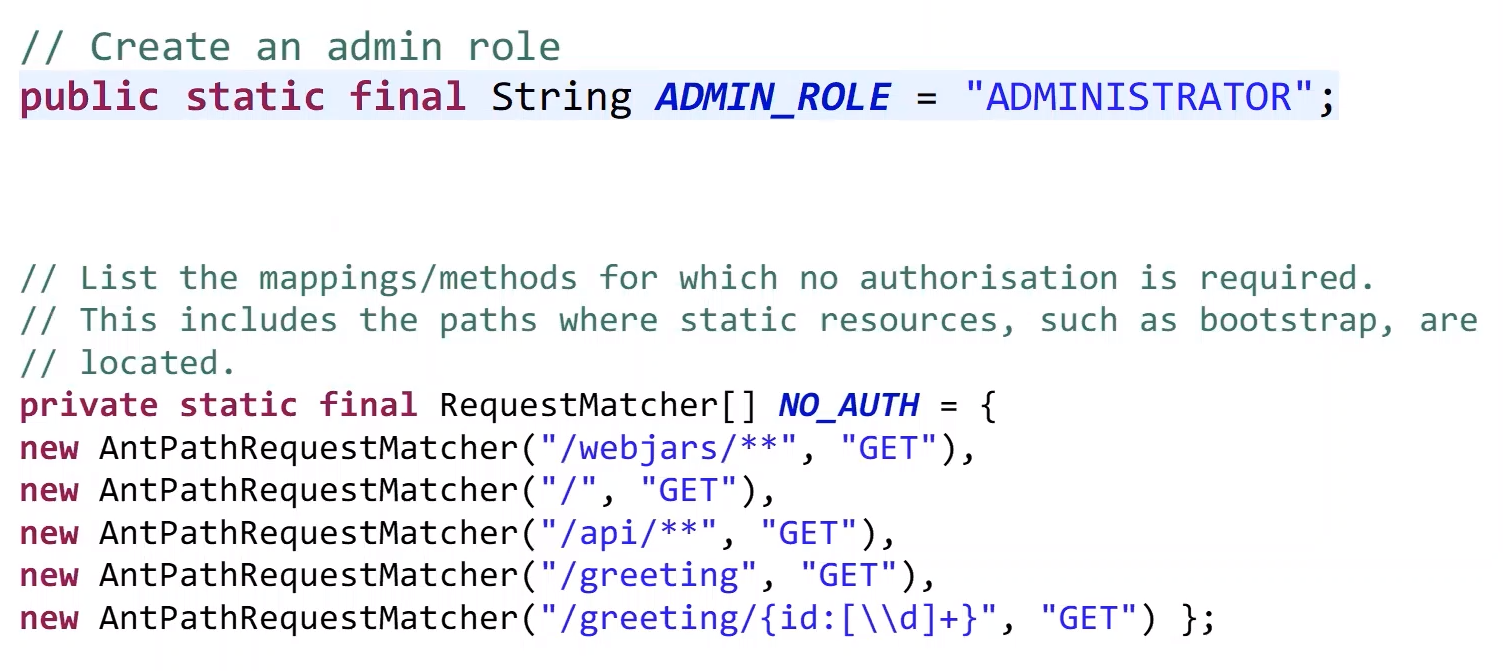 // Create an admin role
public static final String ADMIN_ROLE = "ADMINISTRATOR";
// List the mappings/methods for which no authorisation is required.
// This includes the paths where static resources, such as bootstrap, are
// located.
private static final RequestMatcher[] NO_AUTH = {
new AntPathRequestMatcher("/webjars/**", "GET"),
new AntPathRequestMatcher("/", "GET"),
new AntPathRequestMatcher("/api/**", "GET"),
new AntPathRequestMatcher("/greeting", "GET"),
new AntPathRequestMatcher("/greeting/{id:[\\d]+}", "GET") };